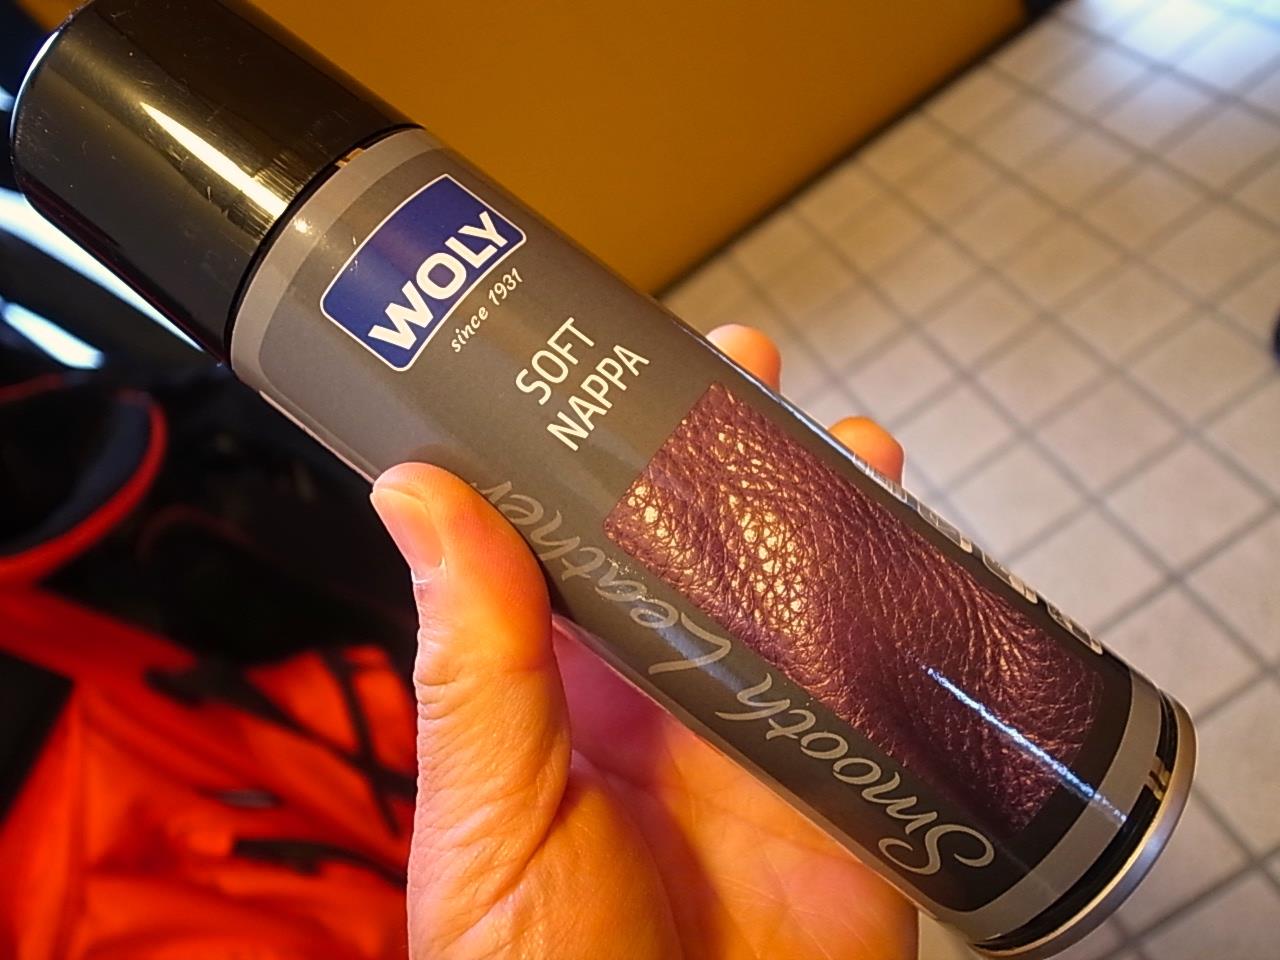 WOLY
since 1931
SOFT
NAPPA
Smooth Leather